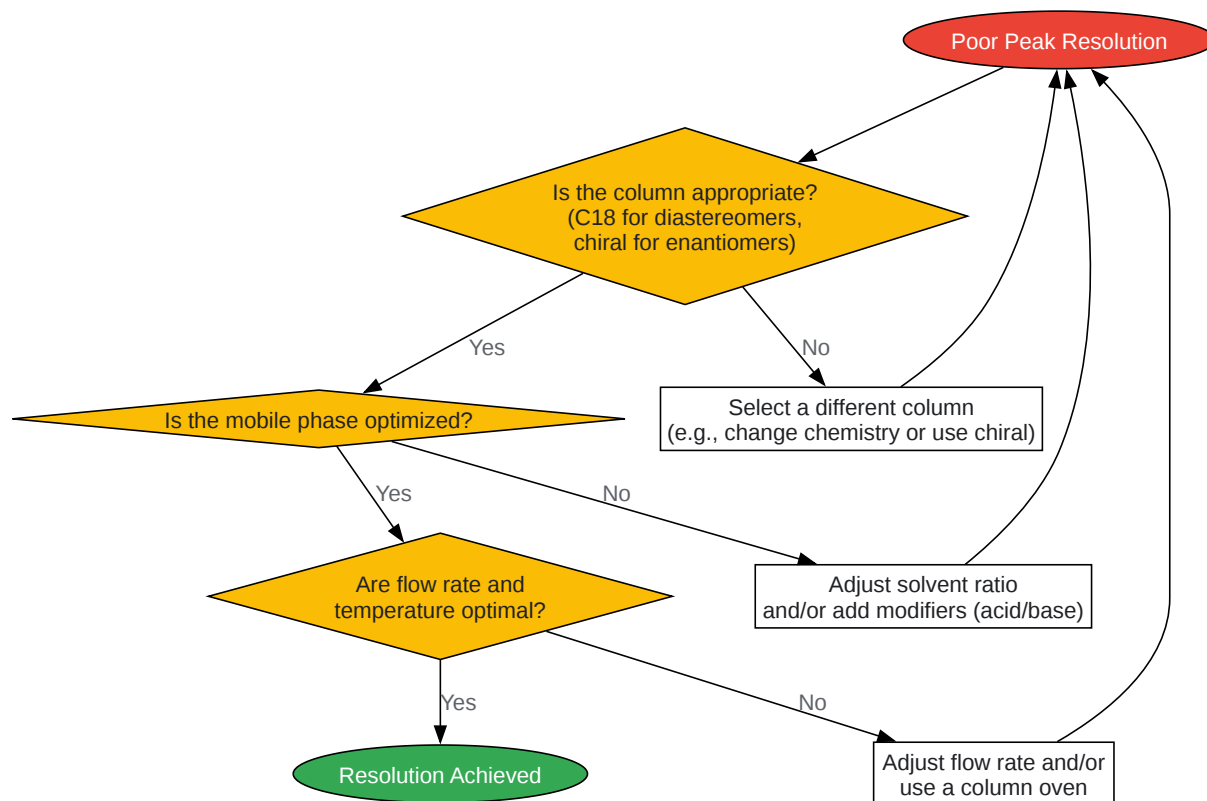 Poor Peak Resolution
Is the column appropriate?
(C18 for diastereomers,
chiral for enantiomers)
Yes
No
Select a different column
(e.g., change chemistry or use chiral)
Is the mobile phase optimized?
Yes
No
Adjust solvent ratio
and/or add modifiers (acid/base)
Are flow rate and
temperature optimal?
Yes
No
Resolution Achieved
Adjust flow rate and/or
use a column oven